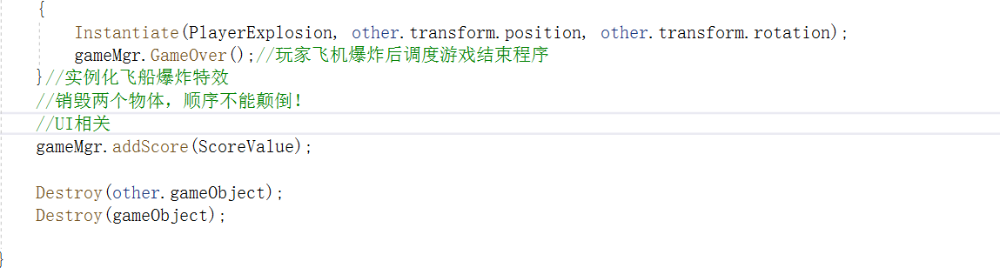 {
Instantiate(PlayerExplosion, other.transform.position, other.transform.rotation);
gameMgr.GameOver();//玩家飞机爆炸后调度游戏结束程序
}//实例化飞船爆炸特效
//销毁两个物体，顺序不能颠倒！
//UI相关
gameMgr.addScore(ScoreValue);
Destroy(other.gameObject);
Destroy(gameObject);
}